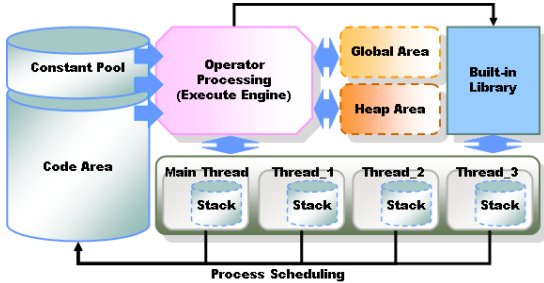 Constant Pool
Code Area
Operator
Processing
(Execute Engine)
Global Area
Heap Area
Built-in
Library
Main Thread
Thread_1
Thread_2
Thread_3
Stack
Stack
Stack
Stack
Process Scheduling